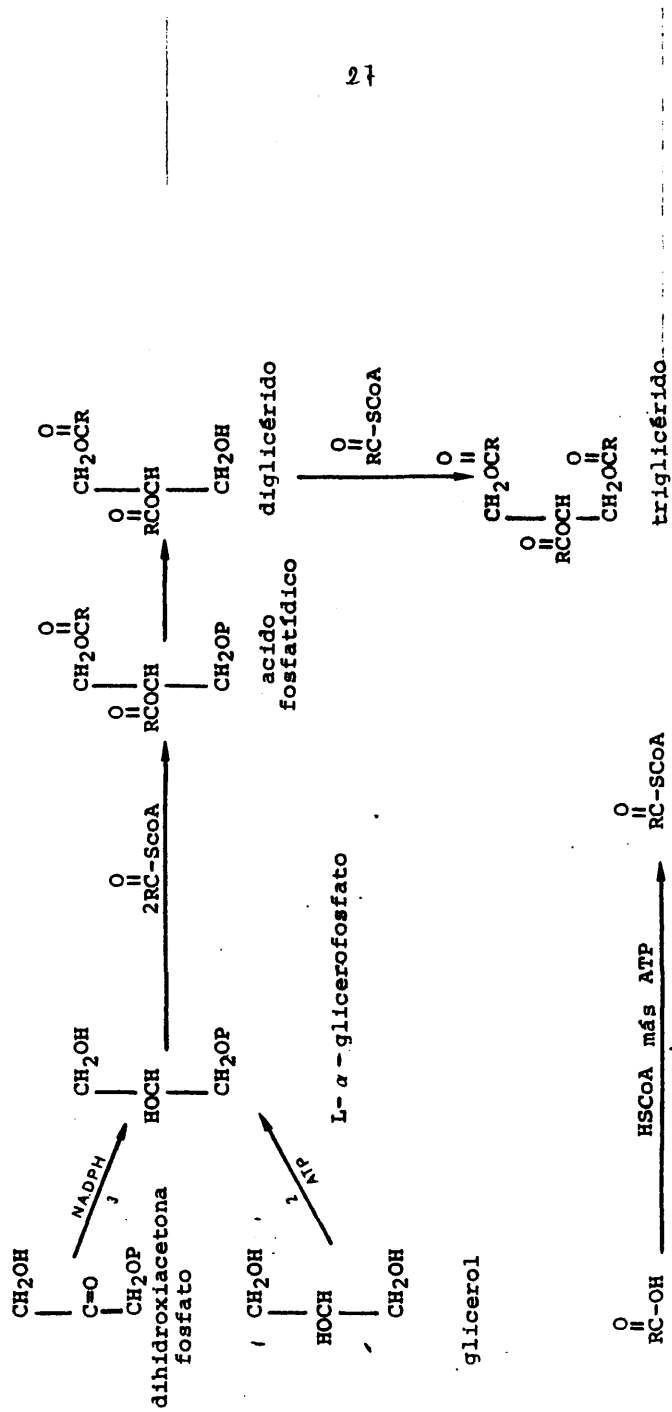 27
CH2OH
C=O
CH2OP
dihidroxiacetona
fosfato
NADPH
3
CH2OH
HOCH
CH2OH
glicerol
2
ATP
CH2OH
HOCH
CH2OP
L-α-glicerofosfato
O
2RC-ScoA
O
CH2OCR
O
RCOCH
CH2OP
acido
fosfatídico
O
CH2OCR
O
RCOCH
CH2OH
diglicérido
O
RC-SCoA
O
CH2OCR
O
RCOCH
O
CH2OCR
triglicérido
O
RC-OH
HSCoA más ATP
O
RC-SCoA